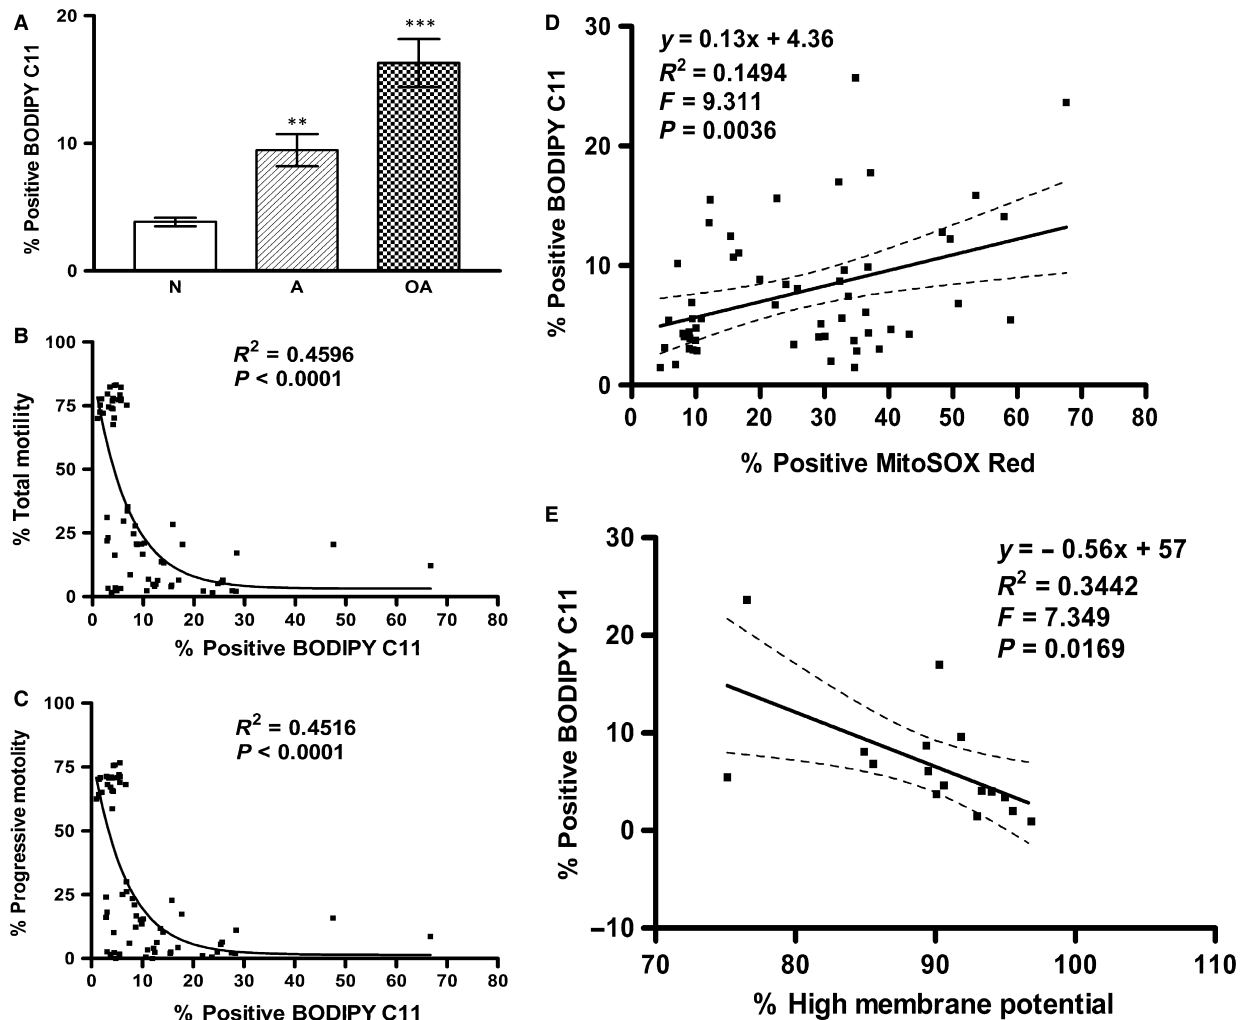 A
20
10
0
% Positive BODIPY C11
**
***
N A OA
B
100
75
50
25
0
% Total motility
R² = 0.4596
P < 0.0001
0 10 20 30 40 50 60 70 80
% Positive BODIPY C11
C
100
75
50
25
0
% Progressive motolity
R² = 0.4516
P < 0.0001
0 10 20 30 40 50 60 70 80
% Positive BODIPY C11
D
30
20
10
0
% Positive BODIPY C11
y = 0.13x + 4.36
R² = 0.1494
F = 9.311
P = 0.0036
0 10 20 30 40 50 60 70 80
% Positive MitoSOX Red
E
30
20
10
0
–10
% Positive BODIPY C11
y = – 0.56x + 57
R² = 0.3442
F = 7.349
P = 0.0169
70 80 90 100 110
% High membrane potential